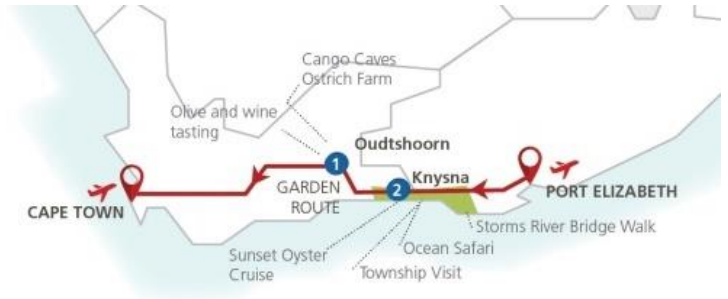 Cango Caves
Ostrich Farm
Olive and wine
tasting
Oudtshoorn
1
Knysna
2
GARDEN
ROUTE
CAPE TOWN
PORT ELIZABETH
Storms River Bridge Walk
Ocean Safari
Sunset Oyster
Cruise
Township Visit